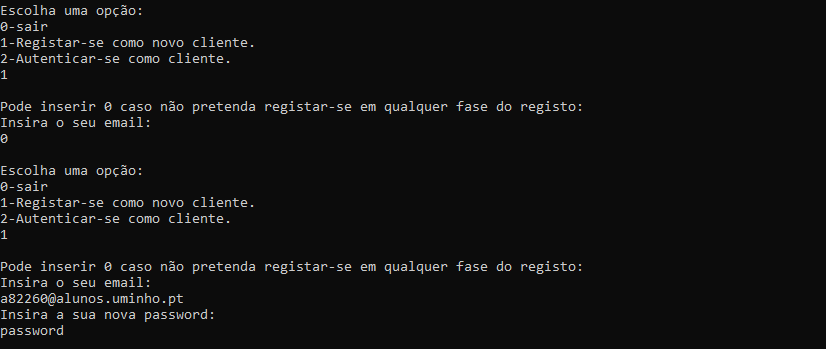 Escolha uma opção:
0-sair
1-Registar-se como novo cliente.
2-Autenticar-se como cliente.
1
Pode inserir 0 caso não pretenda registar-se em qualquer fase do registo:
Insira o seu email:
0
Escolha uma opção:
0-sair
1-Registar-se como novo cliente.
2-Autenticar-se como cliente.
1
Pode inserir 0 caso não pretenda registar-se em qualquer fase do registo:
Insira o seu email:
a82260@alunos.uminho.pt
Insira a sua nova password:
password